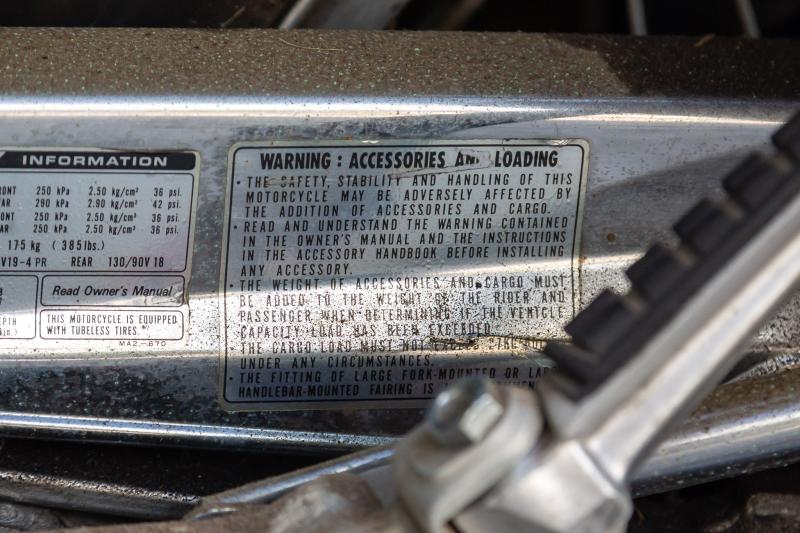 INFORMATION
250 kPa 2.50 kg/cm² 36 psi.
290 kPa 2.90 kg/cm² 42 psi.
250 kPa 2.50 kg/cm² 36 psi.
250 kPa 2.50 kg/cm² 36 psi.
175 kg (385 lbs.)
V19-4 PR REAR 130/90V 18
Read Owner's Manual
THIS MOTORCYCLE IS EQUIPPED
WITH TUBELESS TIRES.
MA2-670
WARNING : ACCESSORIES AND LOADING
• THE SAFETY, STABILITY AND HANDLING OF THIS
MOTORCYCLE MAY BE ADVERSELY AFFECTED BY
THE ADDITION OF ACCESSORIES AND CARGO.
• READ AND UNDERSTAND THE WARNING CONTAINED
IN THE OWNER'S MANUAL AND THE INSTRUCTIONS
IN THE ACCESSORY HANDBOOK BEFORE INSTALLING
ANY ACCESSORY.
• THE WEIGHT OF ACCESSORIES AND CARGO MUST
BE ADDED TO THE WEIGHT OF THE RIDER AND
PASSENGER WHEN DETERMINING IF THE VEHICLE
CAPACITY LOAD HAS BEEN EXCEEDED.
• THE CARGO LOAD MUST NOT
UNDER ANY CIRCUMSTANCES.
• THE FITTING OF LARGE FORK-MOUNTED OR
HANDLEBAR-MOUNTED FAIRING IS